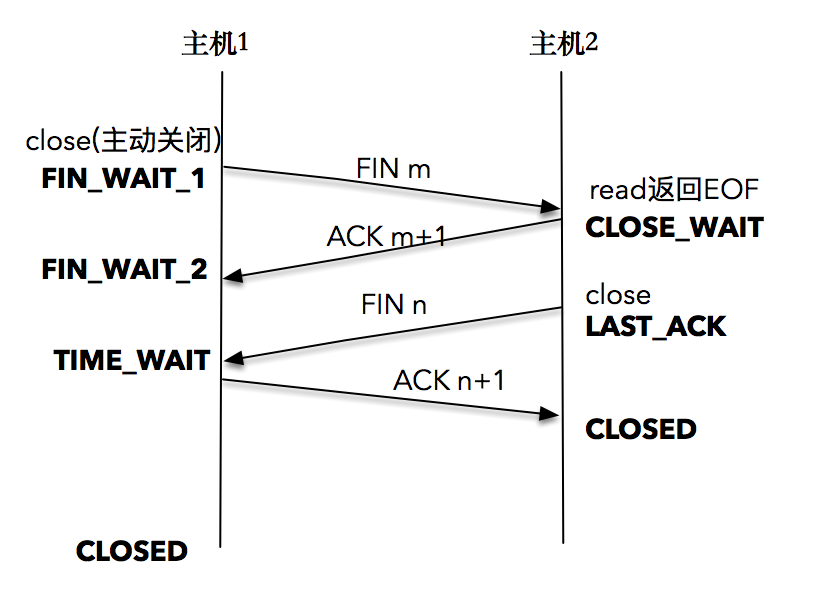 主机1
主机2
close(主动关闭)
FIN_WAIT_1
FIN m
read返回EOF
CLOSE_WAIT
ACK m+1
FIN_WAIT_2
FIN n
close
LAST_ACK
TIME_WAIT
ACK n+1
CLOSED
CLOSED